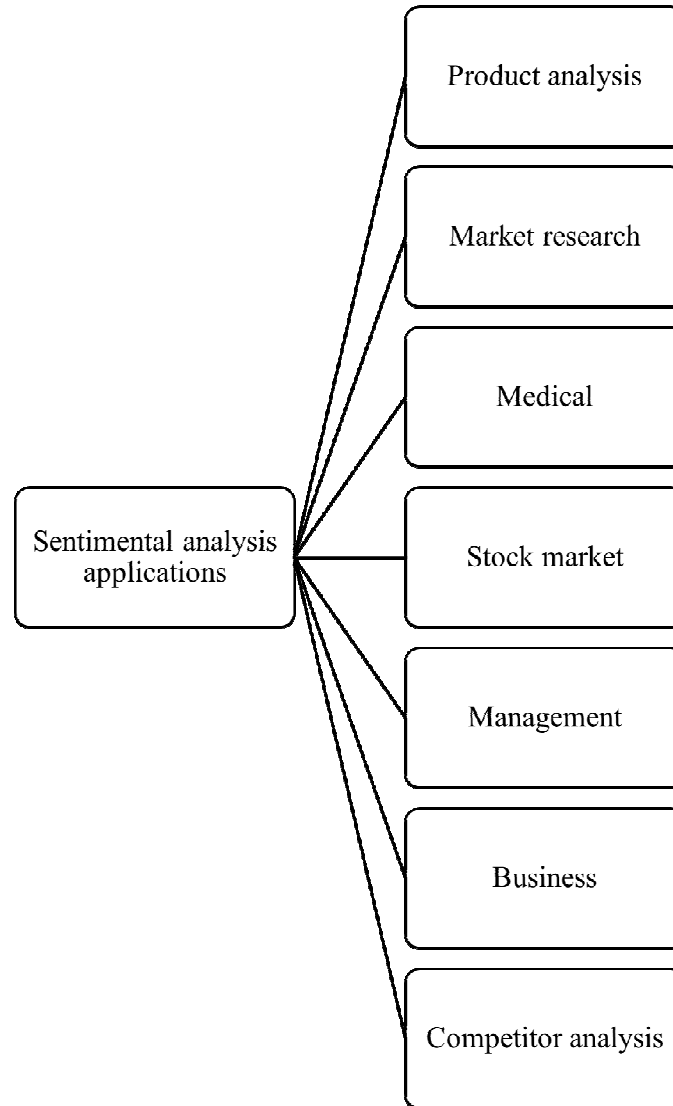 Product analysis
Market research
Medical
Sentimental analysis
applications
Stock market
Management
Business
Competitor analysis